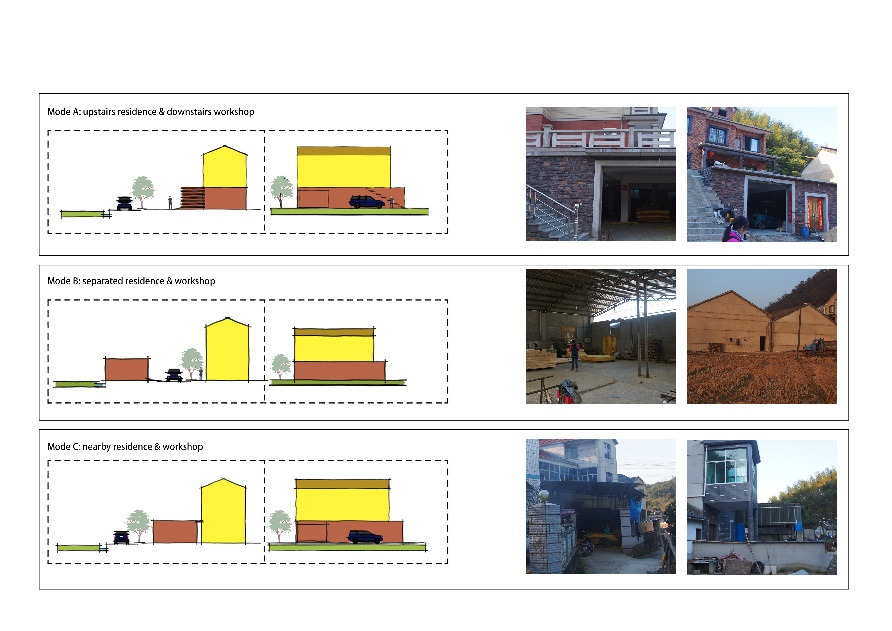 Mode A: upstairs residence & downstairs workshop
Mode B: separated residence & workshop
Mode C: nearby residence & workshop